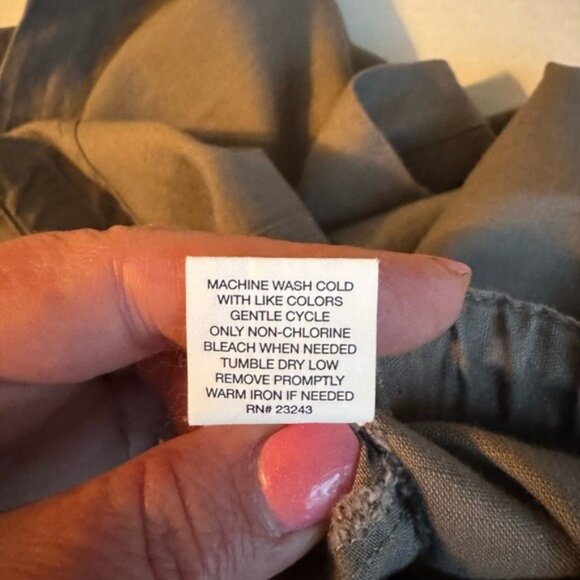 MACHINE WASH COLD
WITH LIKE COLORS
GENTLE CYCLE
ONLY NON-CHLORINE
BLEACH WHEN NEEDED
TUMBLE DRY LOW
REMOVE PROMPTLY
WARM IRON IF NEEDED
RN# 23243